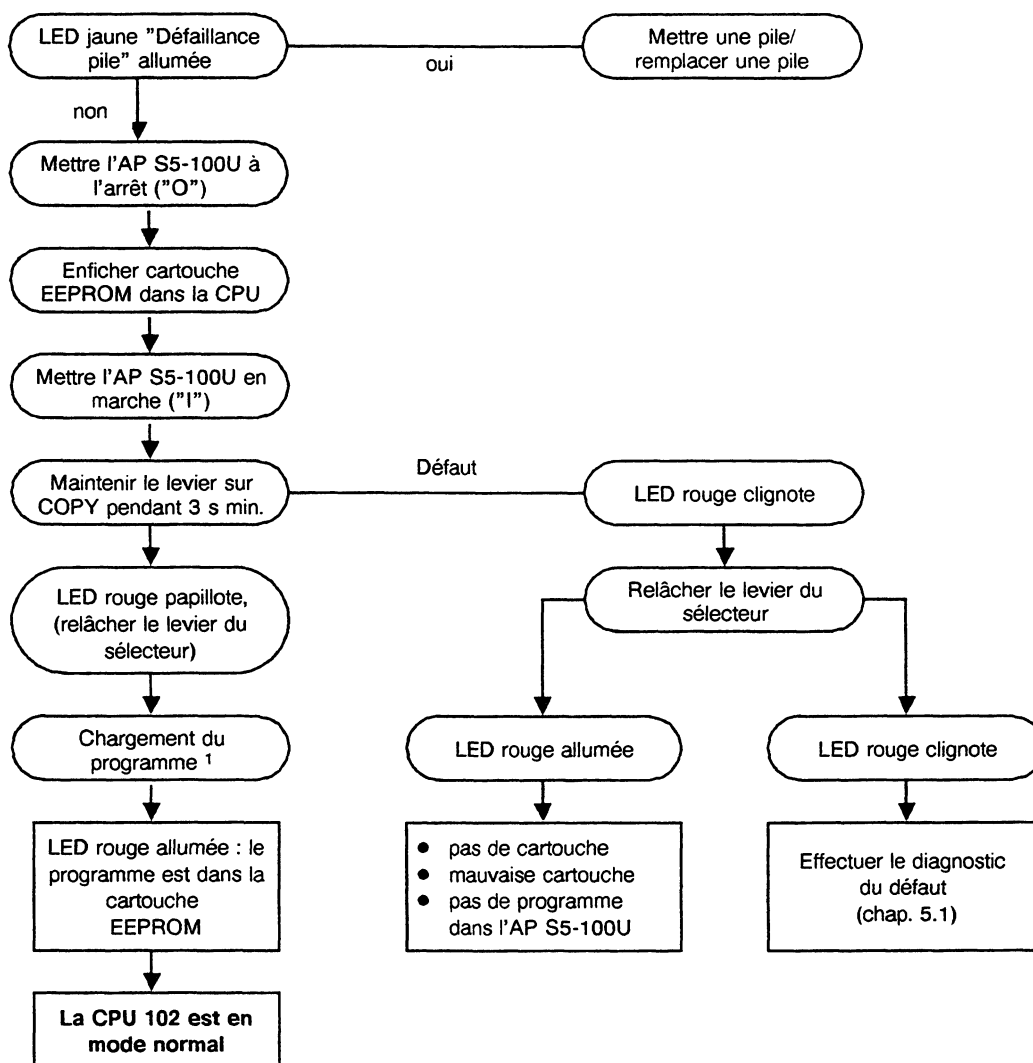 LED jaune "Défaillance
pile" allumée
oui
Mettre une pile/
remplacer une pile
non
Mettre l'AP S5-100U à
l'arrêt ("O")
Enficher cartouche
EEPROM dans la CPU
Mettre l'AP S5-100U en
marche ("I")
Maintenir le levier sur
COPY pendant 3 s min.
Défaut
LED rouge clignote
LED rouge papillote,
(relâcher le levier du
sélecteur)
Relâcher le levier du
sélecteur
Chargement du
programme ¹
LED rouge allumée
LED rouge clignote
LED rouge allumée : le
programme est dans la
cartouche
EEPROM
● pas de cartouche
● mauvaise cartouche
● pas de programme
dans l'AP S5-100U
Effectuer le diagnostic
du défaut
(chap. 5.1)
La CPU 102 est en
mode normal